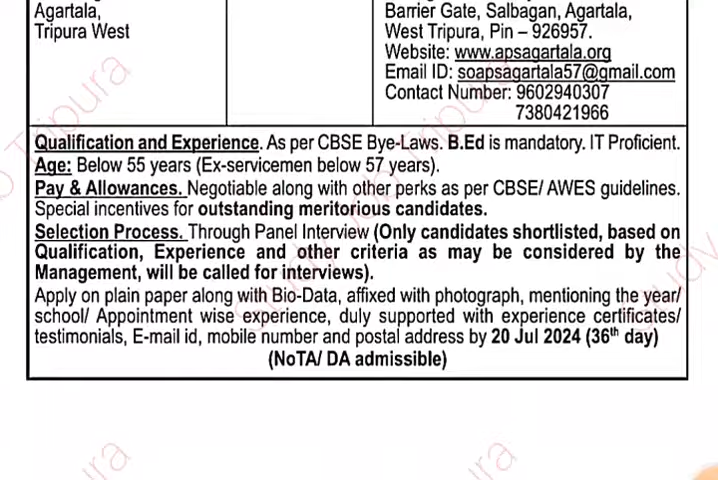 Agartala,
Tripura West
Barrier Gate, Salbagan, Agartala,
West Tripura, Pin – 926957.
Website: www.apsagartala.org
Email ID: soapsagartala57@gmail.com
Contact Number: 9602940307
7380421966
Qualification and Experience. As per CBSE Bye-Laws. B.Ed is mandatory. IT Proficient.
Age: Below 55 years (Ex-servicemen below 57 years).
Pay & Allowances. Negotiable along with other perks as per CBSE/ AWES guidelines.
Special incentives for outstanding meritorious candidates.
Selection Process. Through Panel Interview (Only candidates shortlisted, based on
Qualification, Experience and other criteria as may be considered by the
Management, will be called for interviews).
Apply on plain paper along with Bio-Data, affixed with photograph, mentioning the year/
school/ Appointment wise experience, duly supported with experience certificates/
testimonials, E-mail id, mobile number and postal address by 20 Jul 2024 (36th day)
(NoTA/ DA admissible)